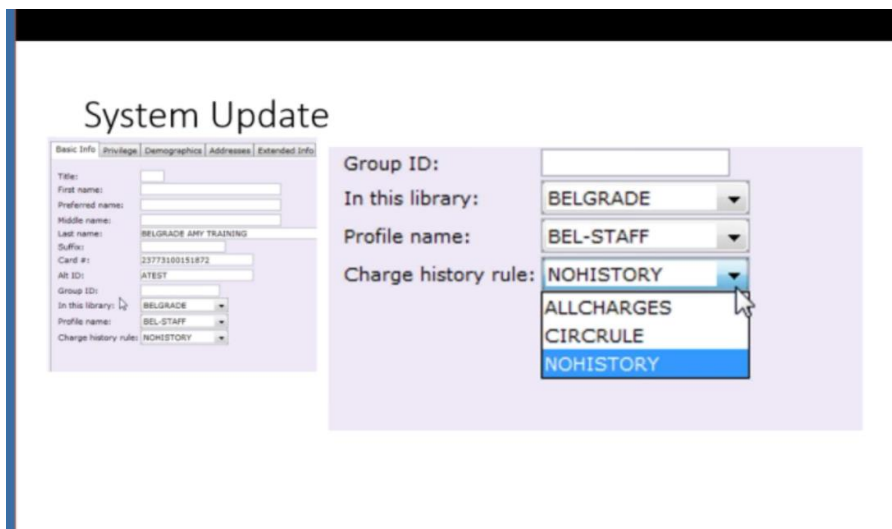 System Update
Basic Info Privilege Demographics Addresses Extended Info
Title:
First name:
Preferred name:
Middle name:
Last name: BELGRADE AMY TRAINING
Suffix:
Card #: 23773100151872
Alt ID: ATEST
Group ID:
In this library: BELGRADE
Profile name: BEL-STAFF
Charge history rule: NOHISTORY
Group ID:
In this library: BELGRADE
Profile name: BEL-STAFF
Charge history rule: NOHISTORY
ALLCHARGES
CIRCRULE
NOHISTORY